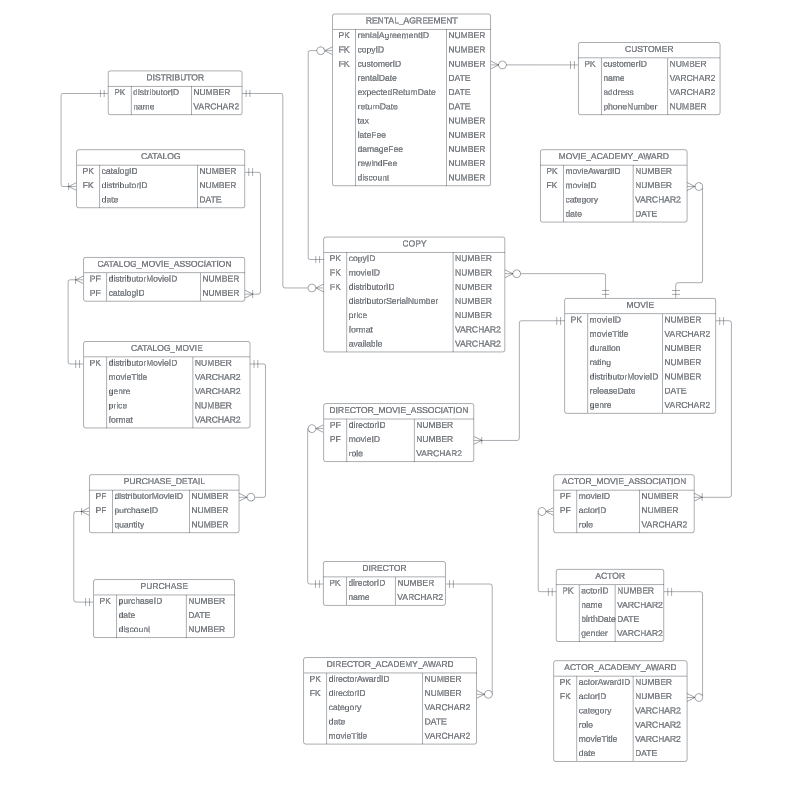 RENTAL_AGREEMENT
PK rentalAgreementID NUMBER
FK copyID NUMBER
FK customerID NUMBER
rentalDate DATE
expectedReturnDate DATE
returnDate DATE
tax NUMBER
lateFee NUMBER
damageFee NUMBER
rewindFee NUMBER
discount NUMBER
CUSTOMER
PK customerID NUMBER
name VARCHAR2
address VARCHAR2
phoneNumber NUMBER
DISTRIBUTOR
PK distributorID NUMBER
name VARCHAR2
CATALOG
PK catalogID NUMBER
FK distributorID NUMBER
date DATE
MOVIE_ACADEMY_AWARD
PK movieAwardID NUMBER
FK movieID NUMBER
category VARCHAR2
date DATE
CATALOG_MOVIE_ASSOCIATION
PF distributorMovieID NUMBER
PF catalogID NUMBER
COPY
PK copyID NUMBER
FK movieID NUMBER
FK distributorID NUMBER
distributorSerialNumber NUMBER
price NUMBER
format VARCHAR2
available VARCHAR2
MOVIE
PK movieID NUMBER
movieTitle VARCHAR2
duration NUMBER
rating NUMBER
distributorMovieID NUMBER
releaseDate DATE
genre VARCHAR2
CATALOG_MOVIE
PK distributorMovieID NUMBER
movieTitle VARCHAR2
genre VARCHAR2
price NUMBER
format VARCHAR2
DIRECTOR_MOVIE_ASSOCIATION
PF directorID NUMBER
PF movieID NUMBER
role VARCHAR2
PURCHASE_DETAIL
PF distributorMovieID NUMBER
PF purchaseID NUMBER
quantity NUMBER
ACTOR_MOVIE_ASSOCIATION
PF movieID NUMBER
PF actorID NUMBER
role VARCHAR2
PURCHASE
PK purchaseID NUMBER
date DATE
discount NUMBER
DIRECTOR
PK directorID NUMBER
name VARCHAR2
ACTOR
PK actorID NUMBER
name VARCHAR2
birthDate DATE
gender VARCHAR2
DIRECTOR_ACADEMY_AWARD
PK directorAwardID NUMBER
FK directorID NUMBER
category VARCHAR2
date DATE
movieTitle VARCHAR2
ACTOR_ACADEMY_AWARD
PK actorAwardID NUMBER
FK actorID NUMBER
category VARCHAR2
role VARCHAR2
movieTitle VARCHAR2
date DATE